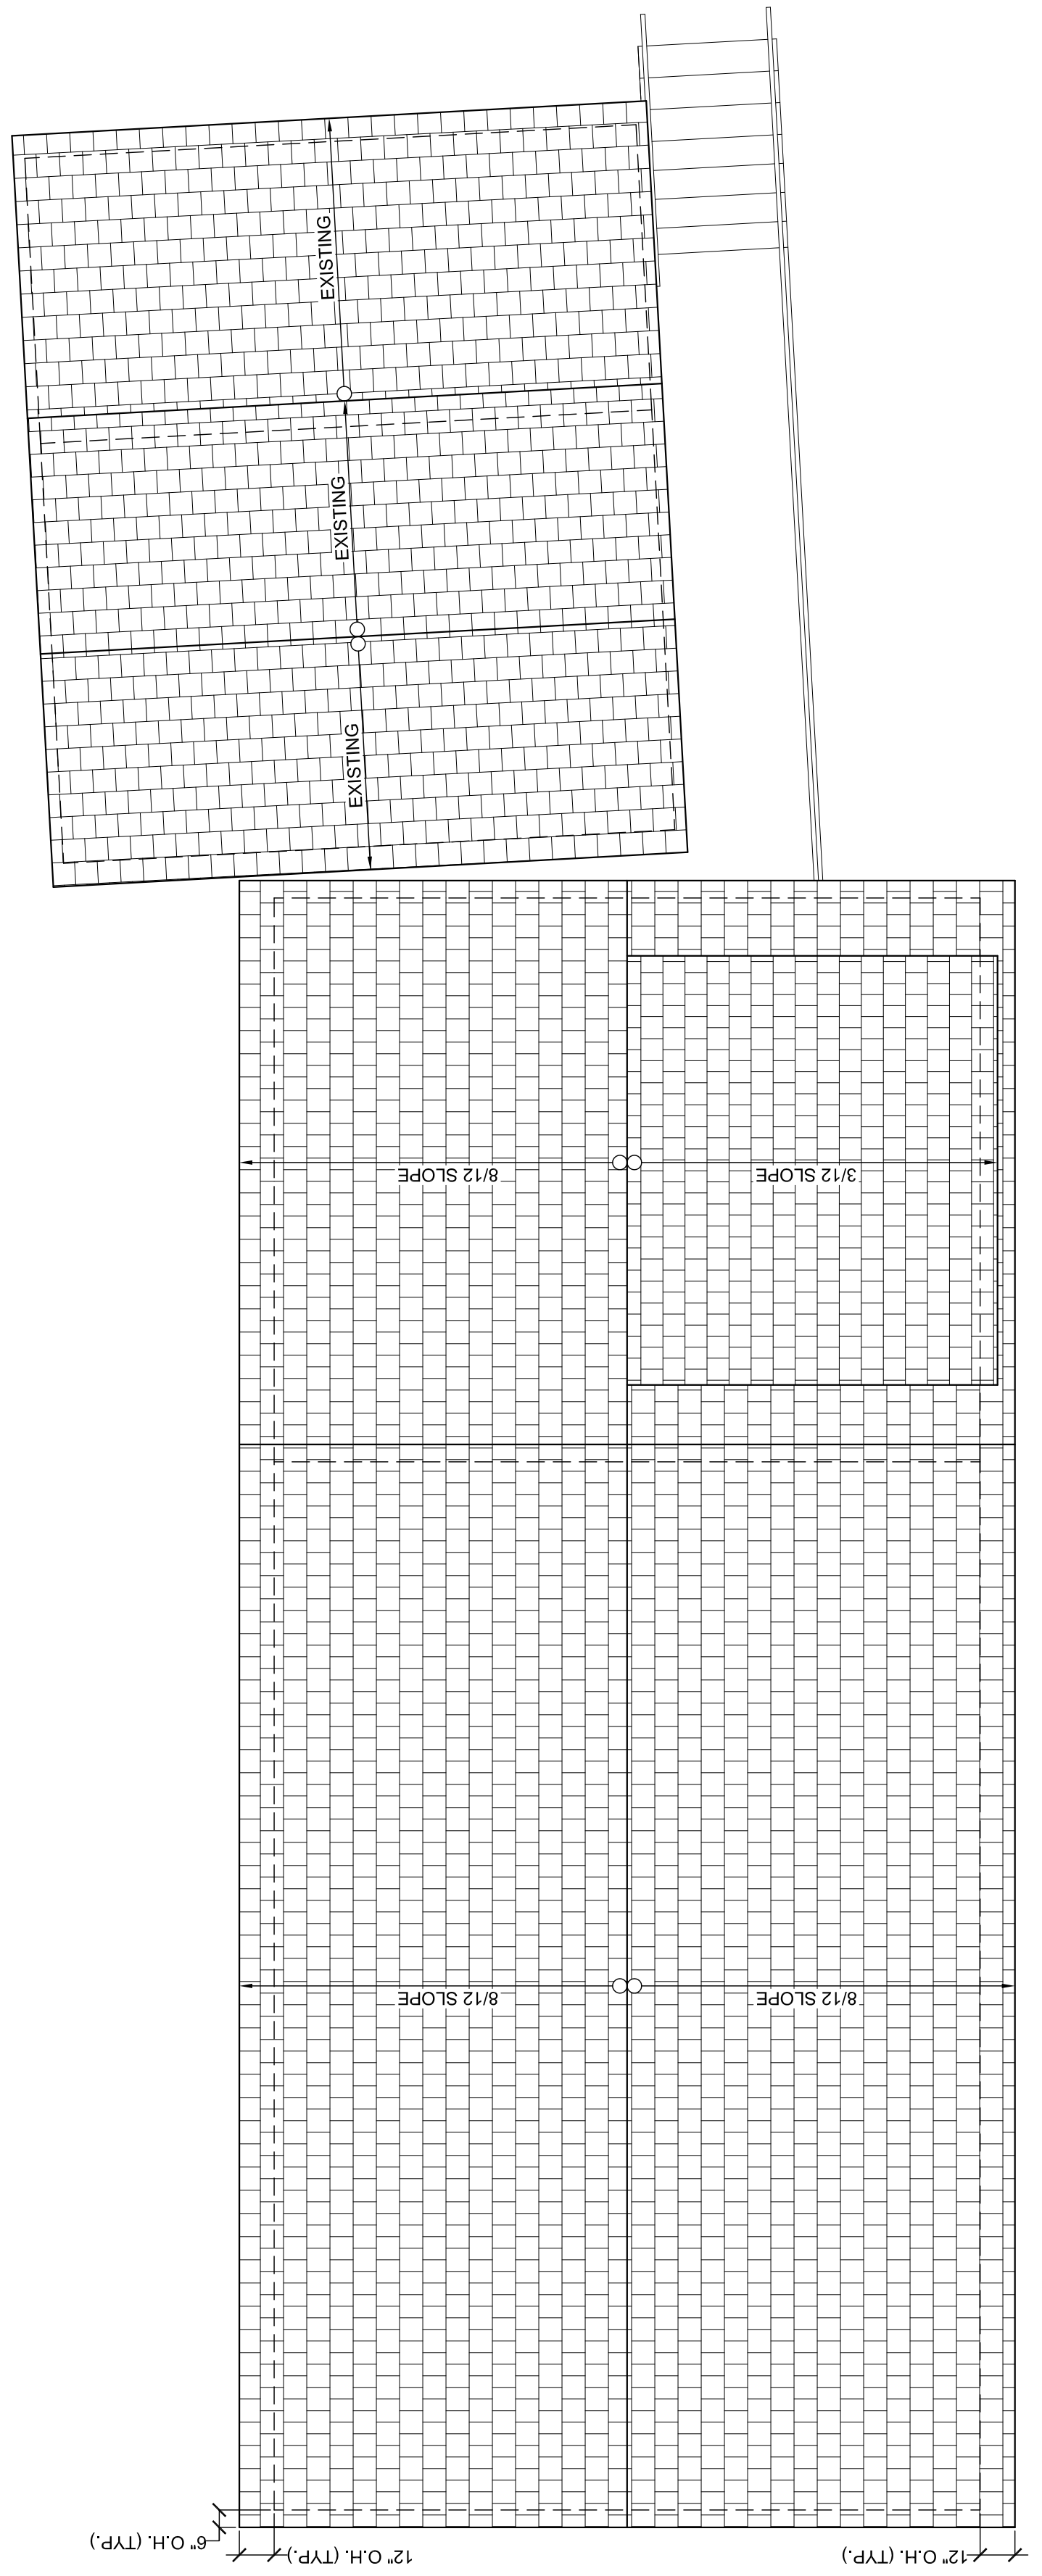 EXISTING
EXISTING
EXISTING
8/12 SLOPE
3/12 SLOPE
8/12 SLOPE
8/12 SLOPE
6" O.H. (TYP.)
12" O.H. (TYP.)
12" O.H. (TYP.)